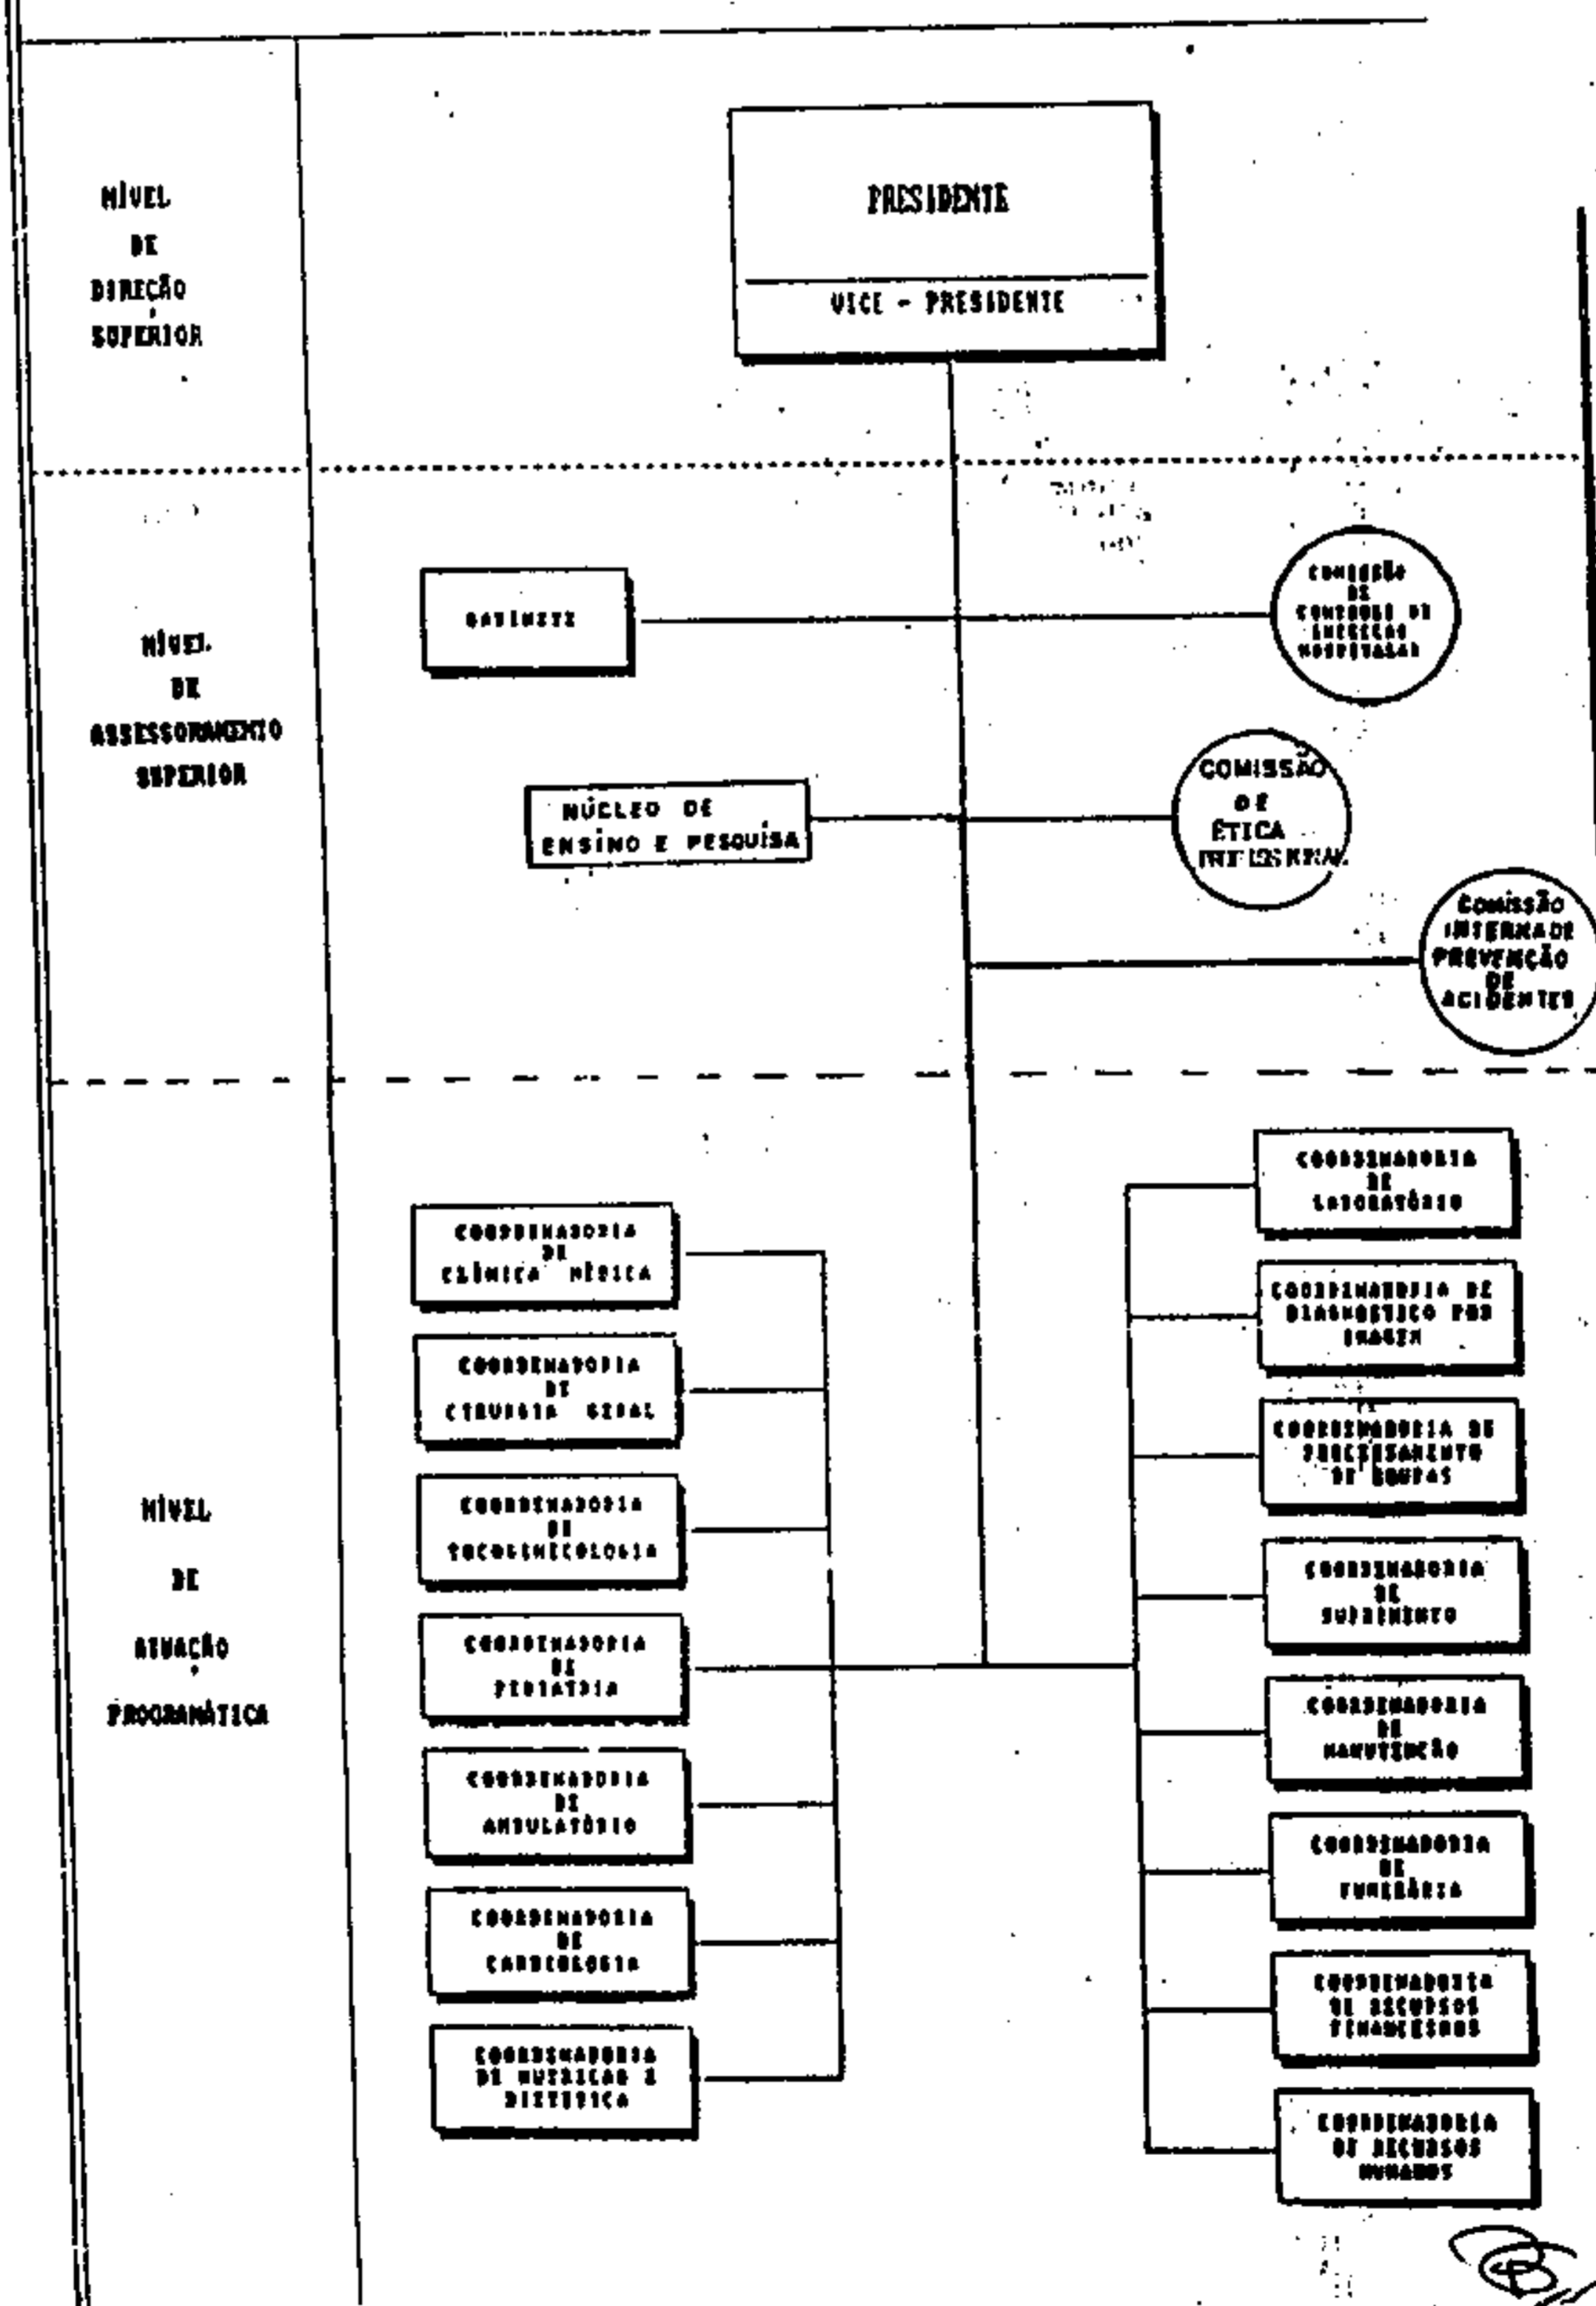 NÍVEL
DE
DIREÇÃO
SUPERIOR
PRESIDENTE
VICE - PRESIDENTE
NÍVEL
DE
ASSESSORAMENTO
SUPERIOR
GABINETE
COMISSÃO
DE
CONTROLE DE
INFECÇÃO
HOSPITALAR
NÚCLEO DE
ENSINO E PESQUISA
COMISSÃO
DE
ÉTICA
PROFISSIONAL
COMISSÃO
INTERNA DE
PREVENÇÃO
DE
ACIDENTES
NÍVEL
DE
ATUAÇÃO
PROGRAMÁTICA
COORDENADORIA
DE
CLÍNICA MÉDICA
COORDENADORIA
DE
CIRURGIA GERAL
COORDENADORIA
DE
TOCOGINECOLOGIA
COORDENADORIA
DE
PEDIATRIA
COORDENADORIA
DE
AMBULATÓRIO
COORDENADORIA
DE
CARDIOLOGIA
COORDENADORIA
DE NUTRICAO E
DIETETICA
COORDENADORIA
DE
LABORATÓRIO
COORDENADORIA DE
DIAGNOSTICO POR
IMAGEM
COORDENADORIA DE
PROCESSAMENTO
DE ROUPAS
COORDENADORIA
DE
SUPRIMENTO
COORDENADORIA
DE
MANUTENÇÃO
COORDENADORIA
DE
FUNERÁRIA
COORDENADORIA
DE RECURSOS
FINANCEIROS
COORDENADORIA
DE RECURSOS
HUMANOS